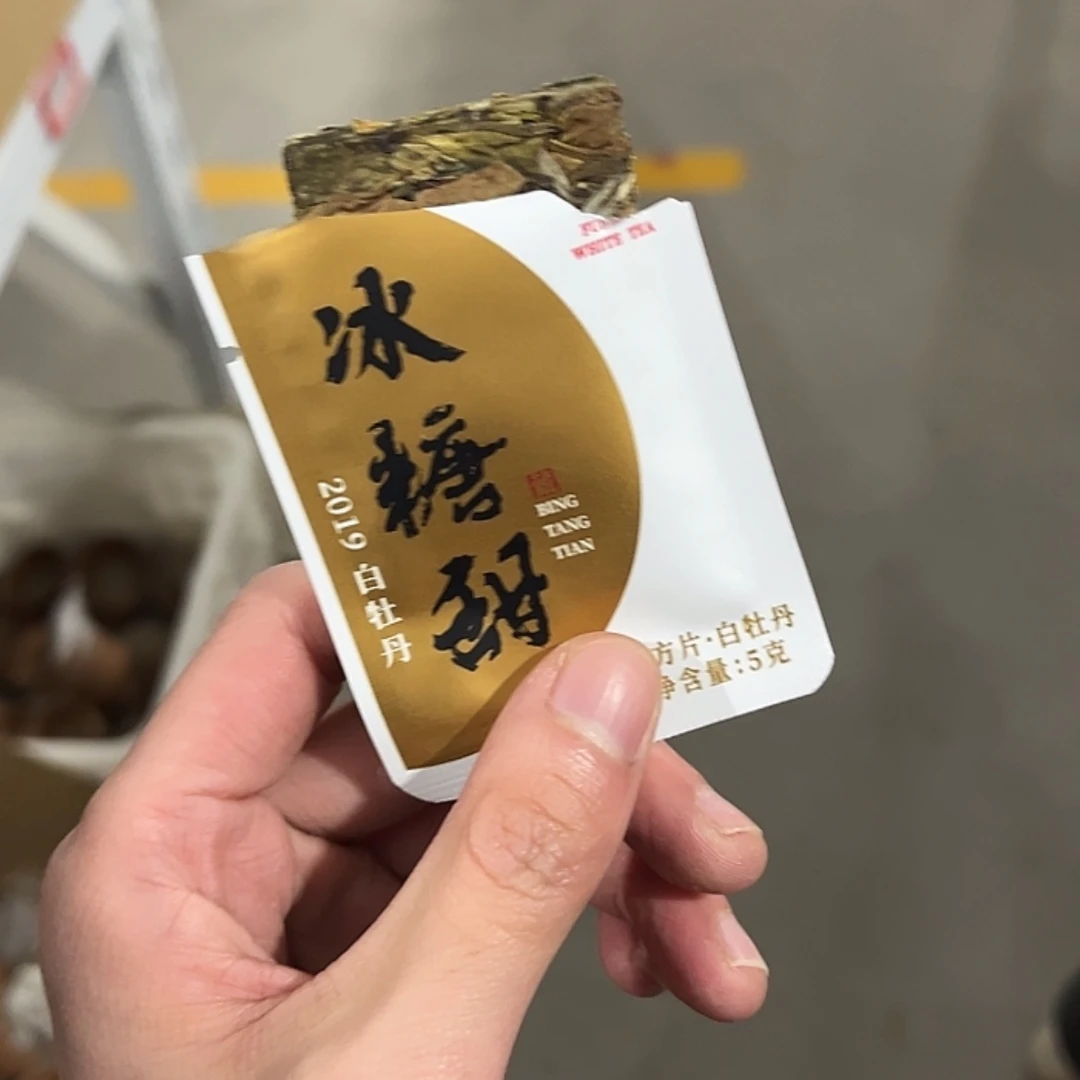 WHITE TEA
冰糖甜
2019 白牡丹
BING
TANG
TIAN
方片·白牡丹
净含量:5克